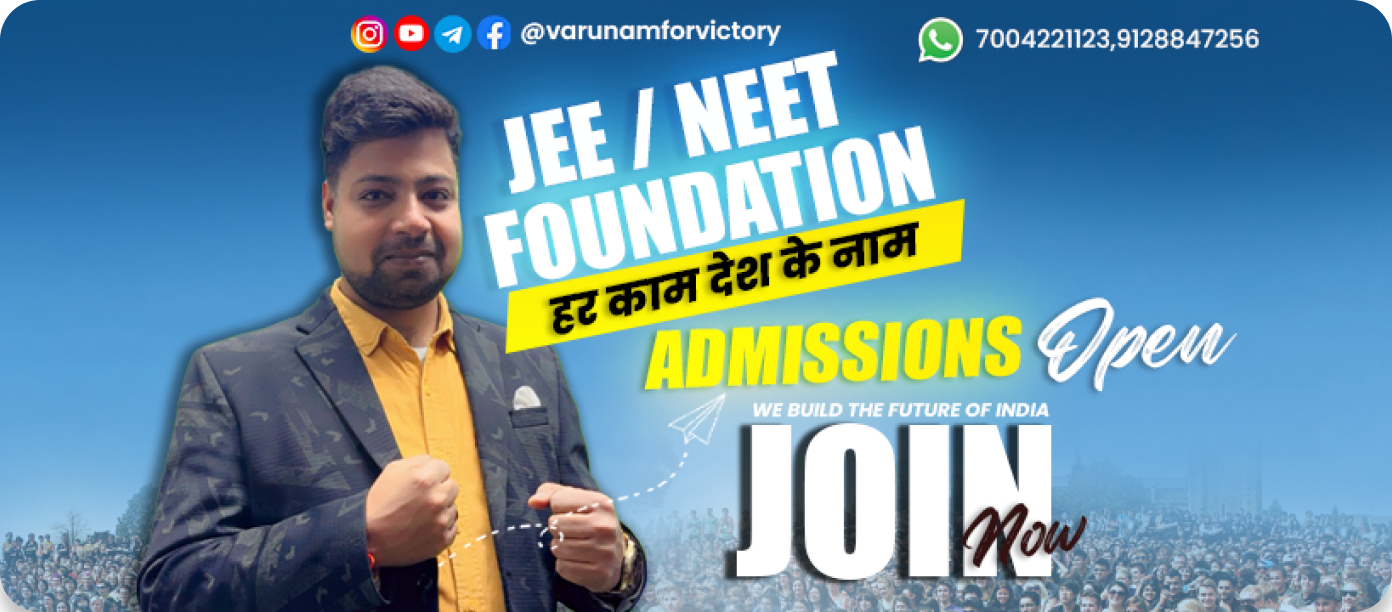 @varunamforvictory
7004221123,9128847256
JEE / NEET
FOUNDATION
हर काम देश के नाम
ADMISSIONS Open
WE BUILD THE FUTURE OF INDIA
JOIN
Now